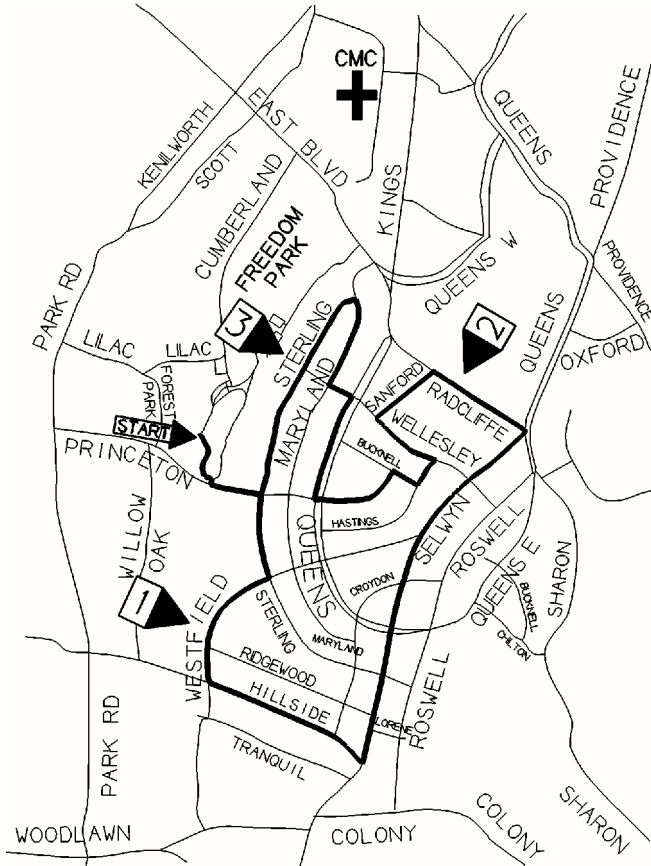 CMC
KENILWORTH
EAST BLVD
QUEENS
PROVIDENCE
SCOTT
CUMBERLAND
KINGS
FREEDOM
PARK
QUEENS W
PROVIDENCE
PARK RD
3
STERLING
2
QUEENS
OXFORD
LILAC
LILAC
FOREST
PARK
MARYLAND
SANFORD
RADCLIFFE
START
WELLESLEY
PRINCETON
BUCKNELL
WILLOW
OAK
QUEENS
HASTINGS
SELWYN
ROSWELL
QUEENS E
SHARON
1
WESTFIELD
CROYDON
BUCKNELL
STERLING
MARYLAND
CHILTON
RIDGEWOOD
HILLSIDE
LORENE
ROSWELL
PARK RD
TRANQUIL
WOODLAWN
COLONY
COLONY
SHARON